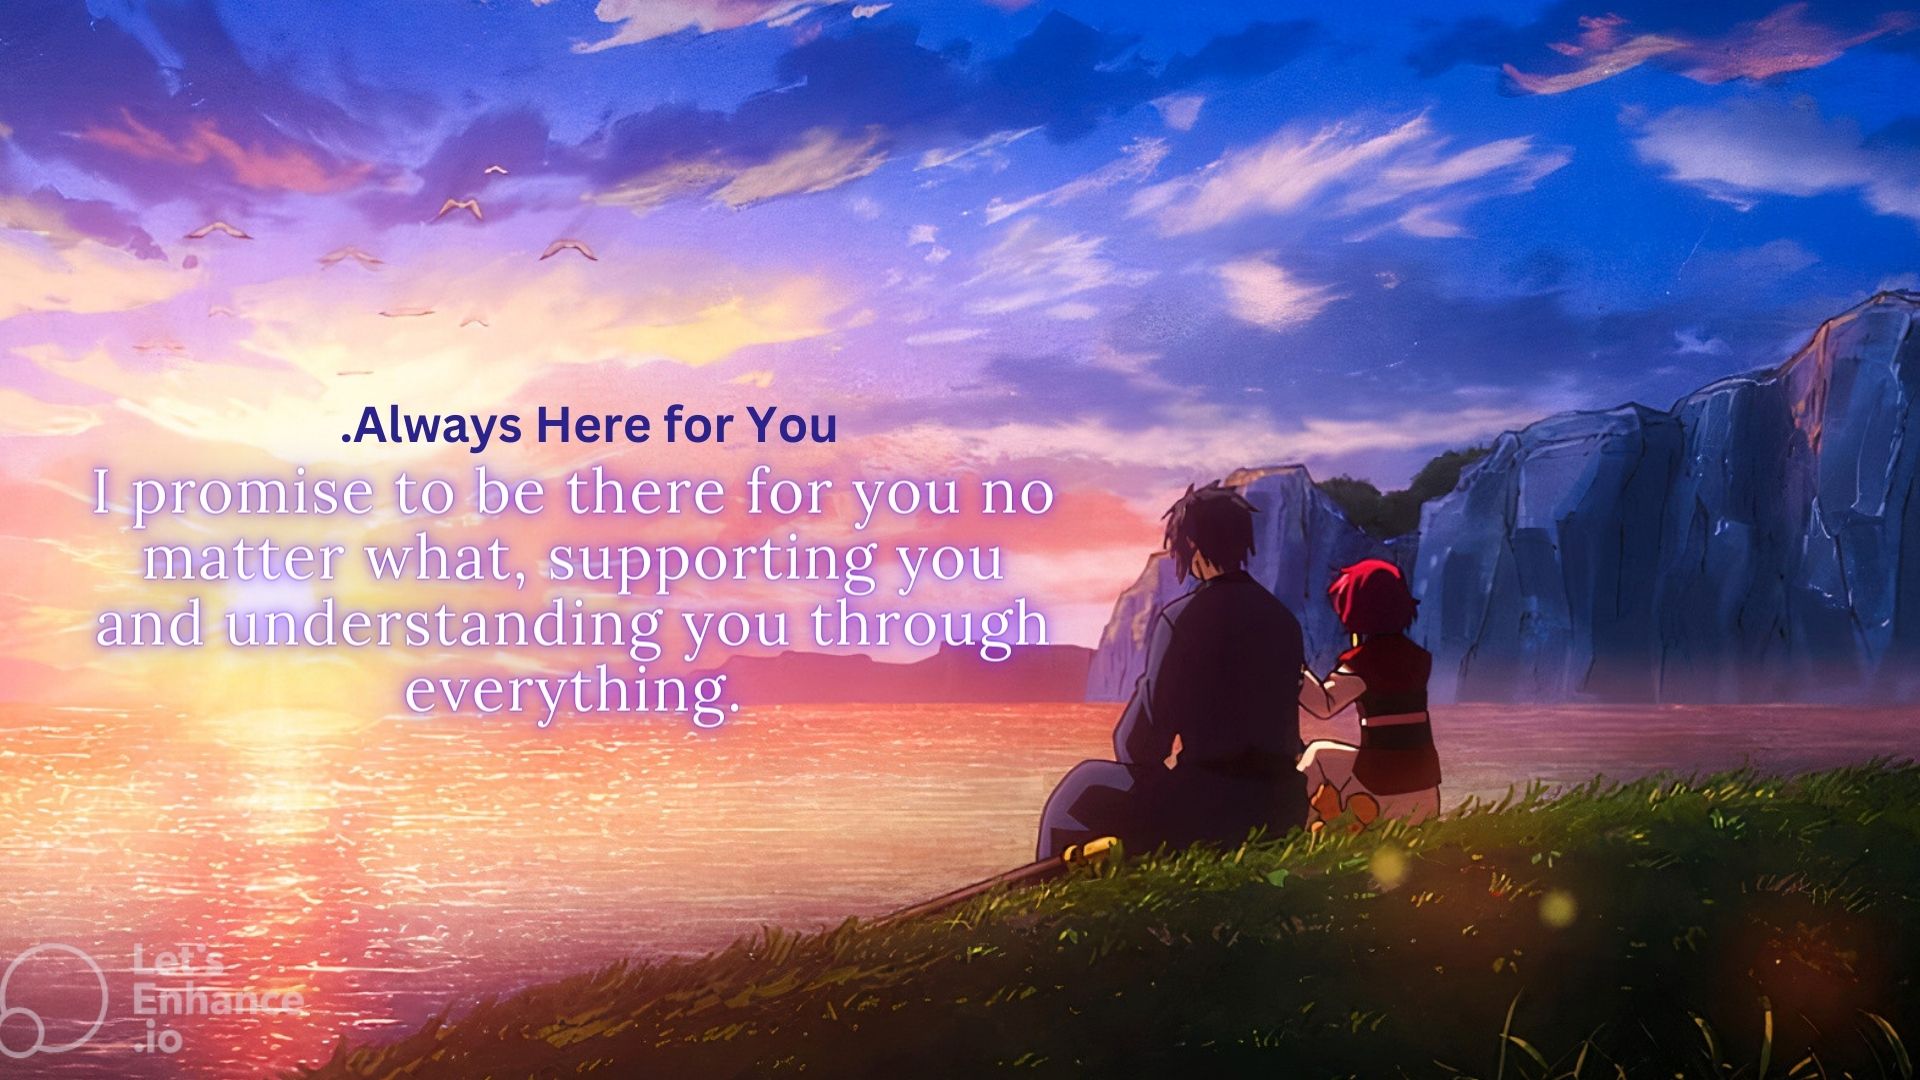 .Always Here for You
I promise to be there for you no
matter what, supporting you
and understanding you through
everything.
Let's
Enhance
.io